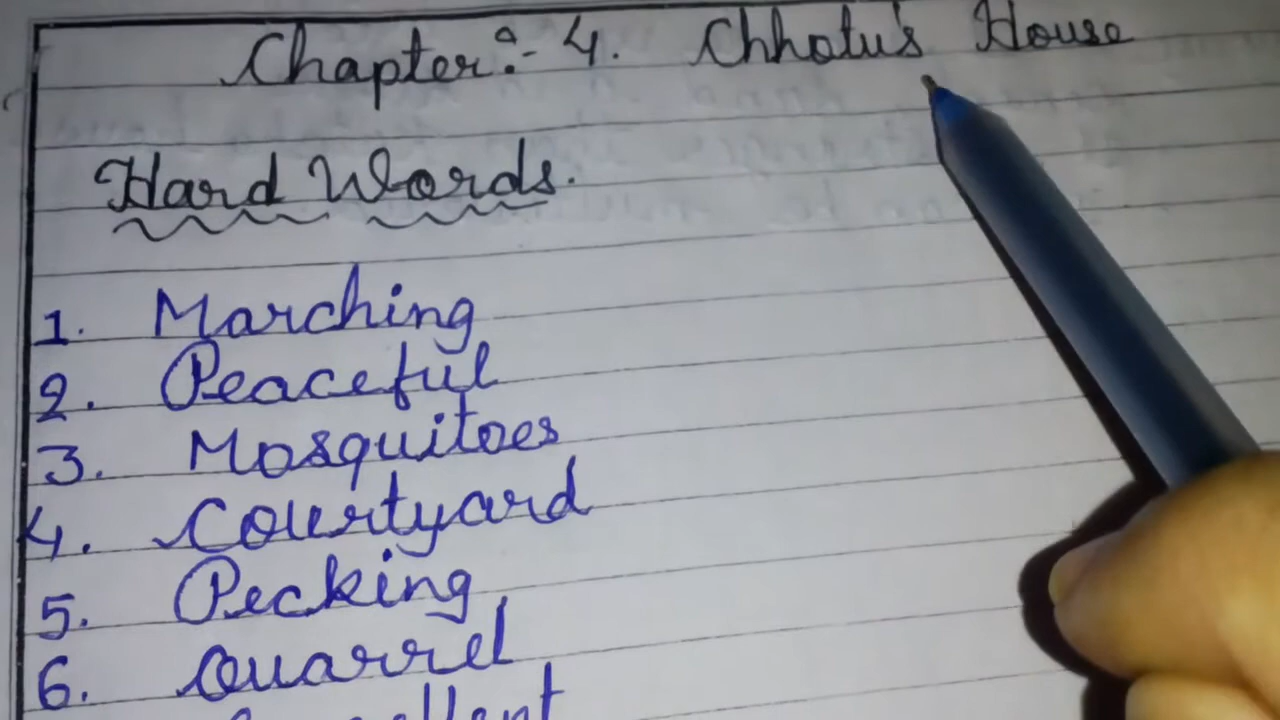 Chapter:- 4. Chhotu's House
Hard Words.
1. Marching
2. Peaceful
3. Mosquitoes
4. Courtyard
5. Pecking
6. Quarrel